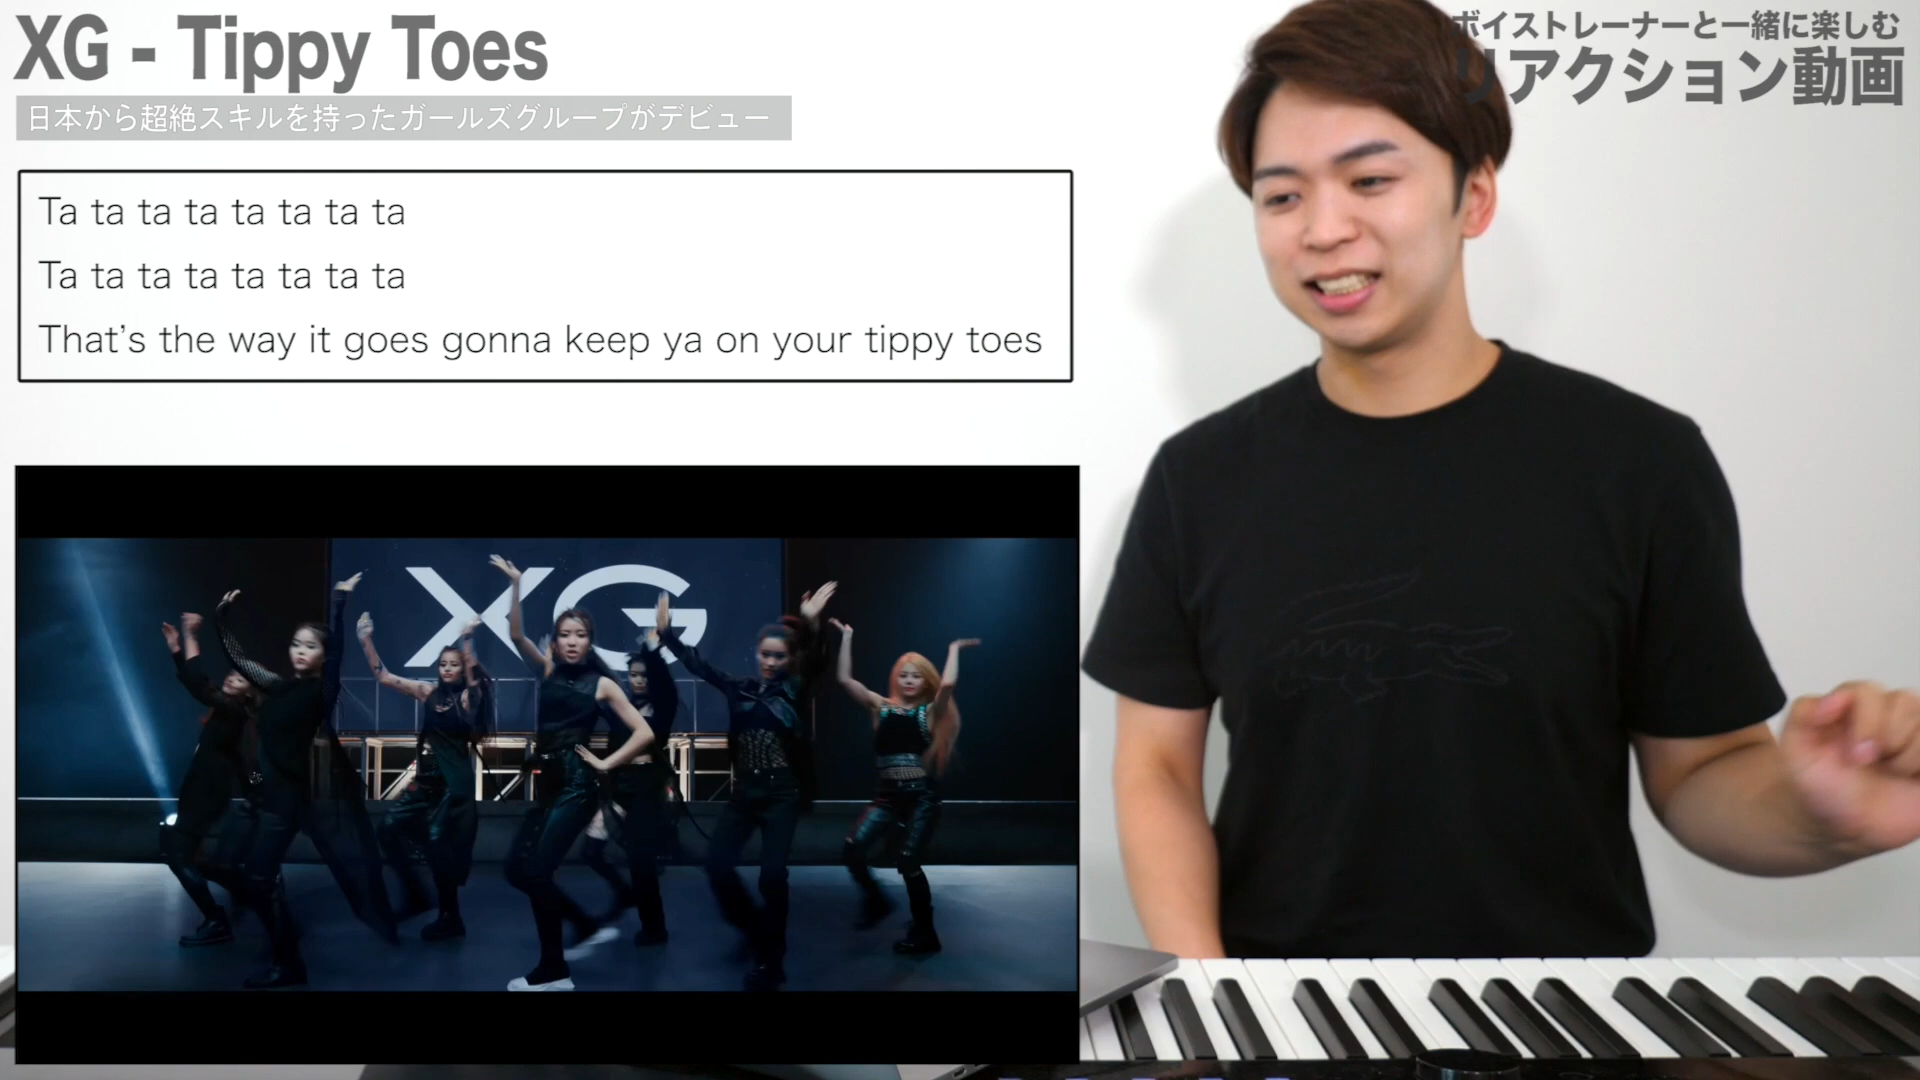 XG - Tippy Toes
日本から超絶スキルを持ったガールズグループがデビュー
ボイストレーナーと一緒に楽しむ
リアクション動画
Ta ta ta ta ta ta ta ta
Ta ta ta ta ta ta ta ta
That’s the way it goes gonna keep ya on your tippy toes
XG